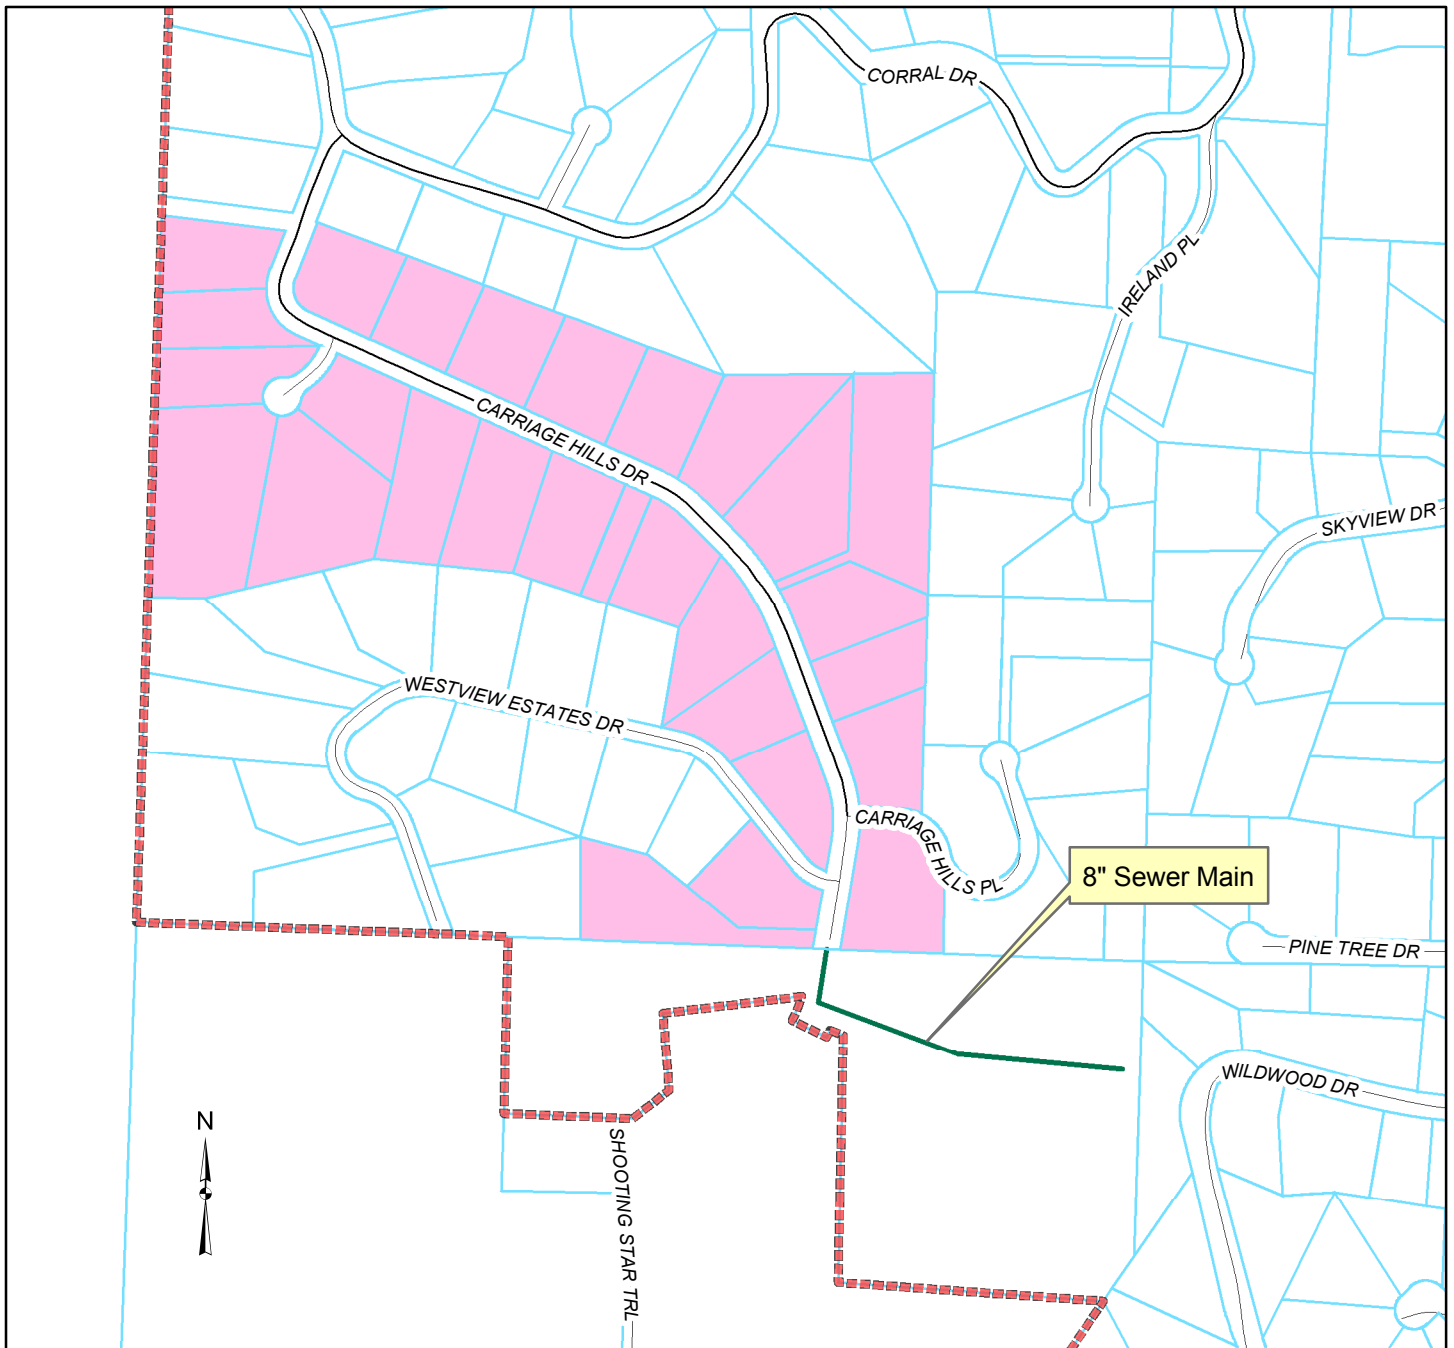 CORRAL DR
IRELAND PL
CARRIAGE HILLS DR
SKYVIEW DR
WESTVIEW ESTATES DR
CARRIAGE HILLS PL
8" Sewer Main
PINE TREE DR
WILDWOOD DR
N
SHOOTING STAR TRL